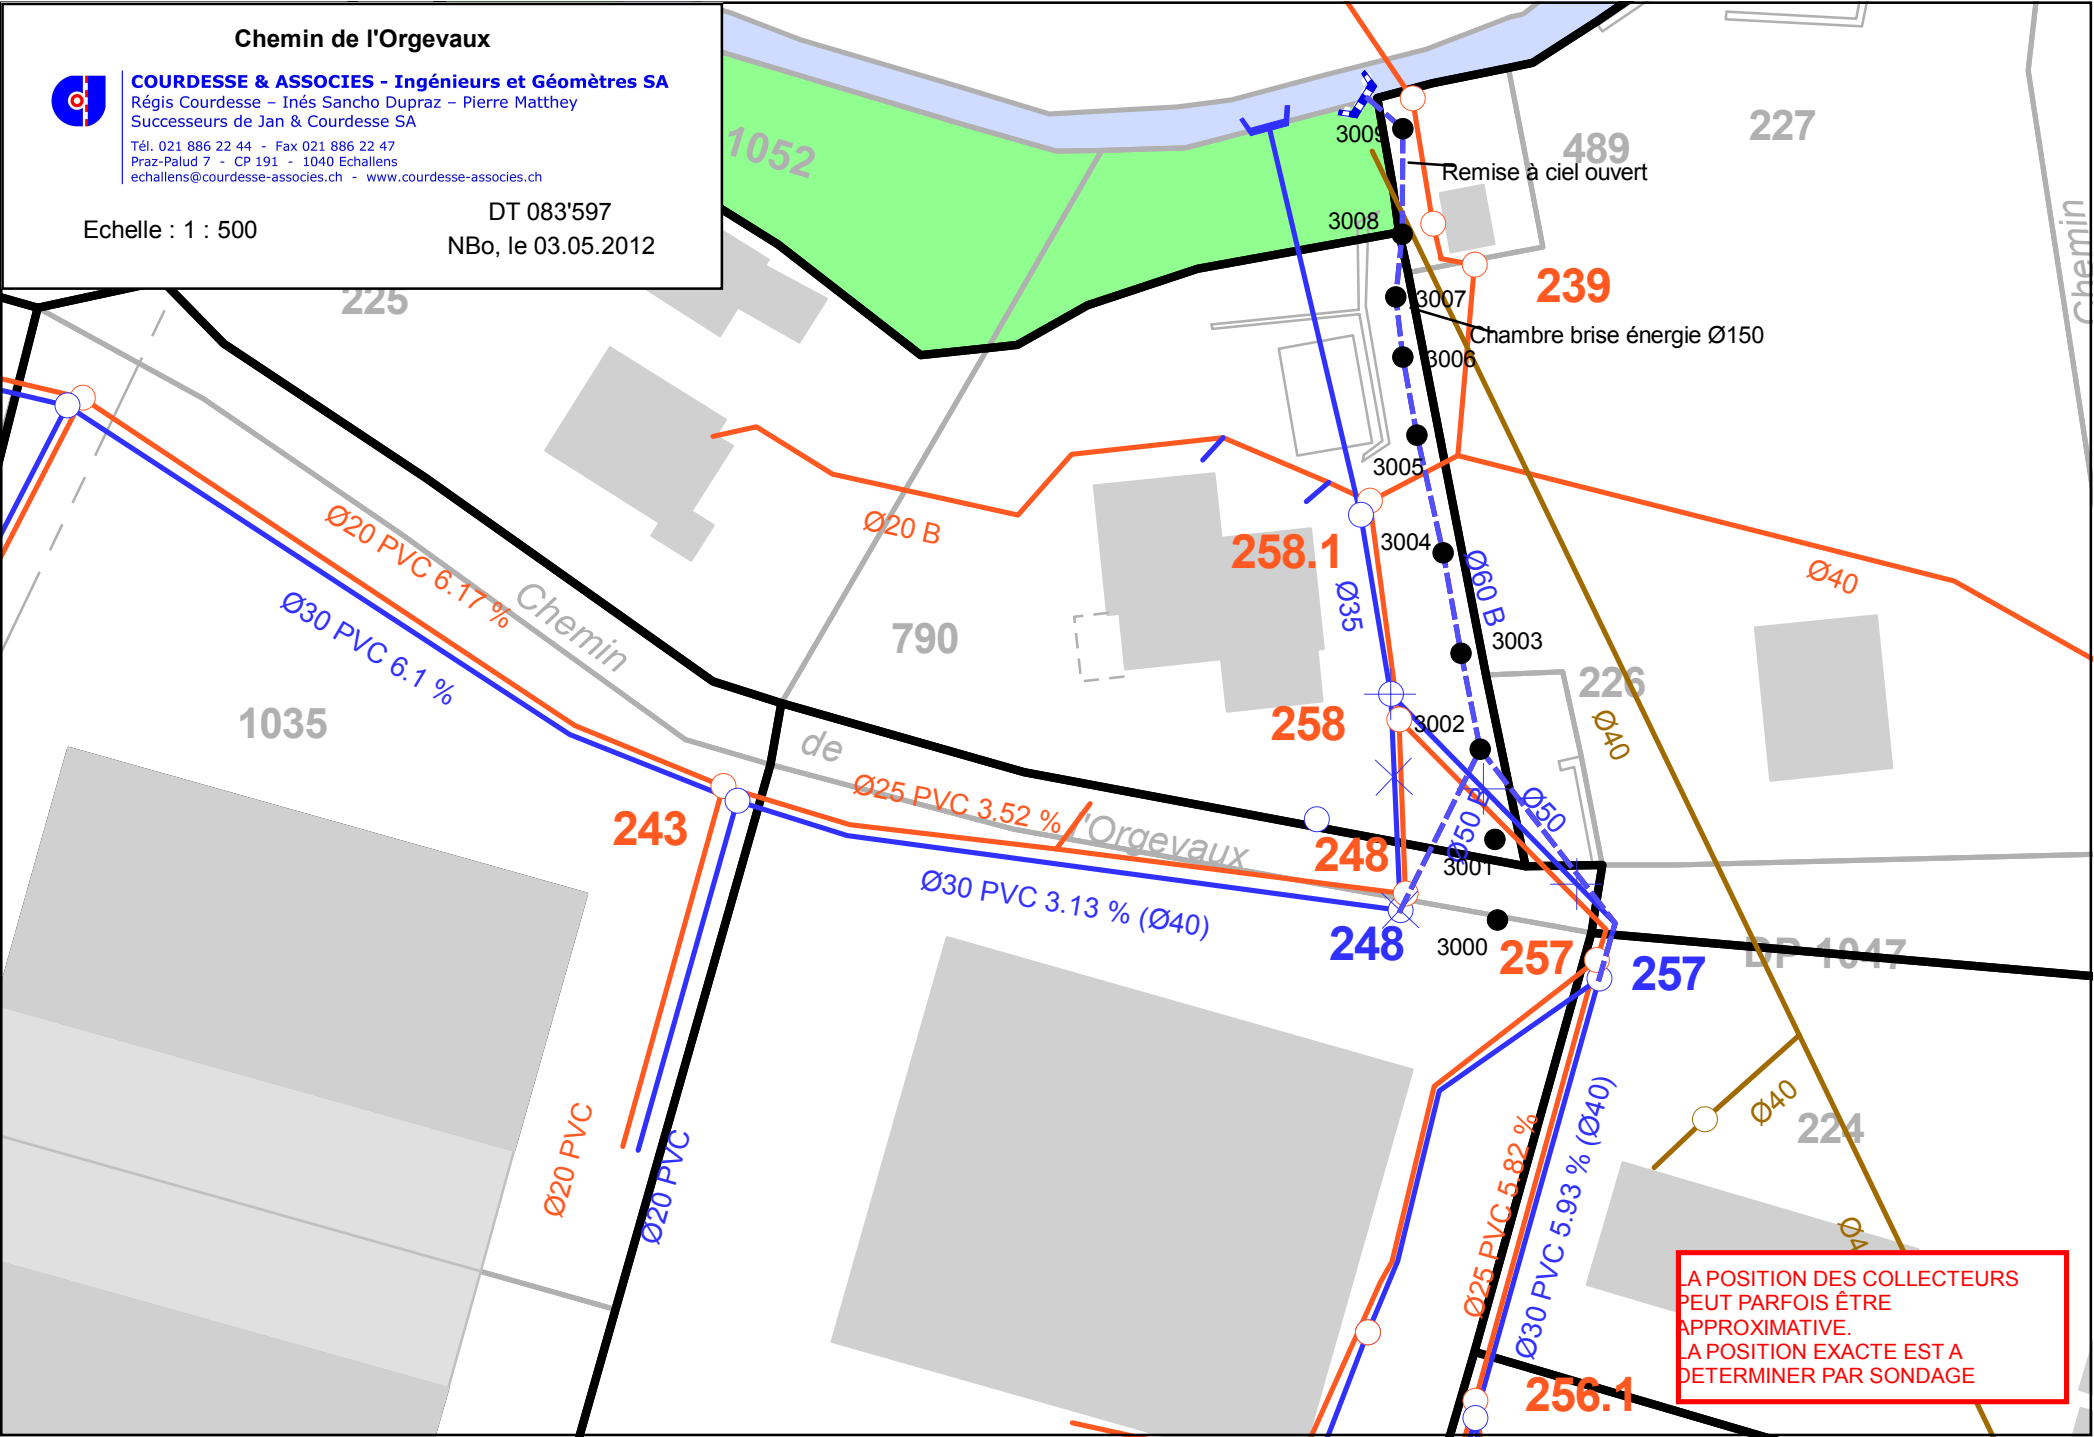 Chemin de l'Orgevaux
COURDESSE & ASSOCIES - Ingénieurs et Géomètres SA
Régis Courdesse – Inés Sancho Dupraz – Pierre Matthey
Successeurs de Jan & Courdesse SA
Tél. 021 886 22 44 - Fax 021 886 22 47
Praz-Palud 7 - CP 191 - 1040 Echallens
echallens@courdesse-associes.ch - www.courdesse-associes.ch
Echelle : 1 : 500
DT 083'597
NBo, le 03.05.2012
1052
3009
489
227
Remise à ciel ouvert
3008
Chemin
225
239
3007
Chambre brise énergie Ø150
3006
3005
Ø20 B
Ø20 PVC 6.17 %
258.1
3004
Ø60 B
Ø40
Ø35
Ø30 PVC 6.1 %
Chemin
790
3003
226
1035
258
3002
Ø40
de
Ø25 PVC 3.52 %
l'Orgevaux
243
248
Ø50 B
Ø50
3001
Ø30 PVC 3.13 % (Ø40)
248
3000
257
257
DP 1047
Ø20 PVC
Ø20 PVC
Ø25 PVC 5.82 %
Ø30 PVC 5.93 % (Ø40)
Ø40
224
Ø4
LA POSITION DES COLLECTEURS
PEUT PARFOIS ÊTRE
APPROXIMATIVE.
LA POSITION EXACTE EST A
DETERMINER PAR SONDAGE
256.1